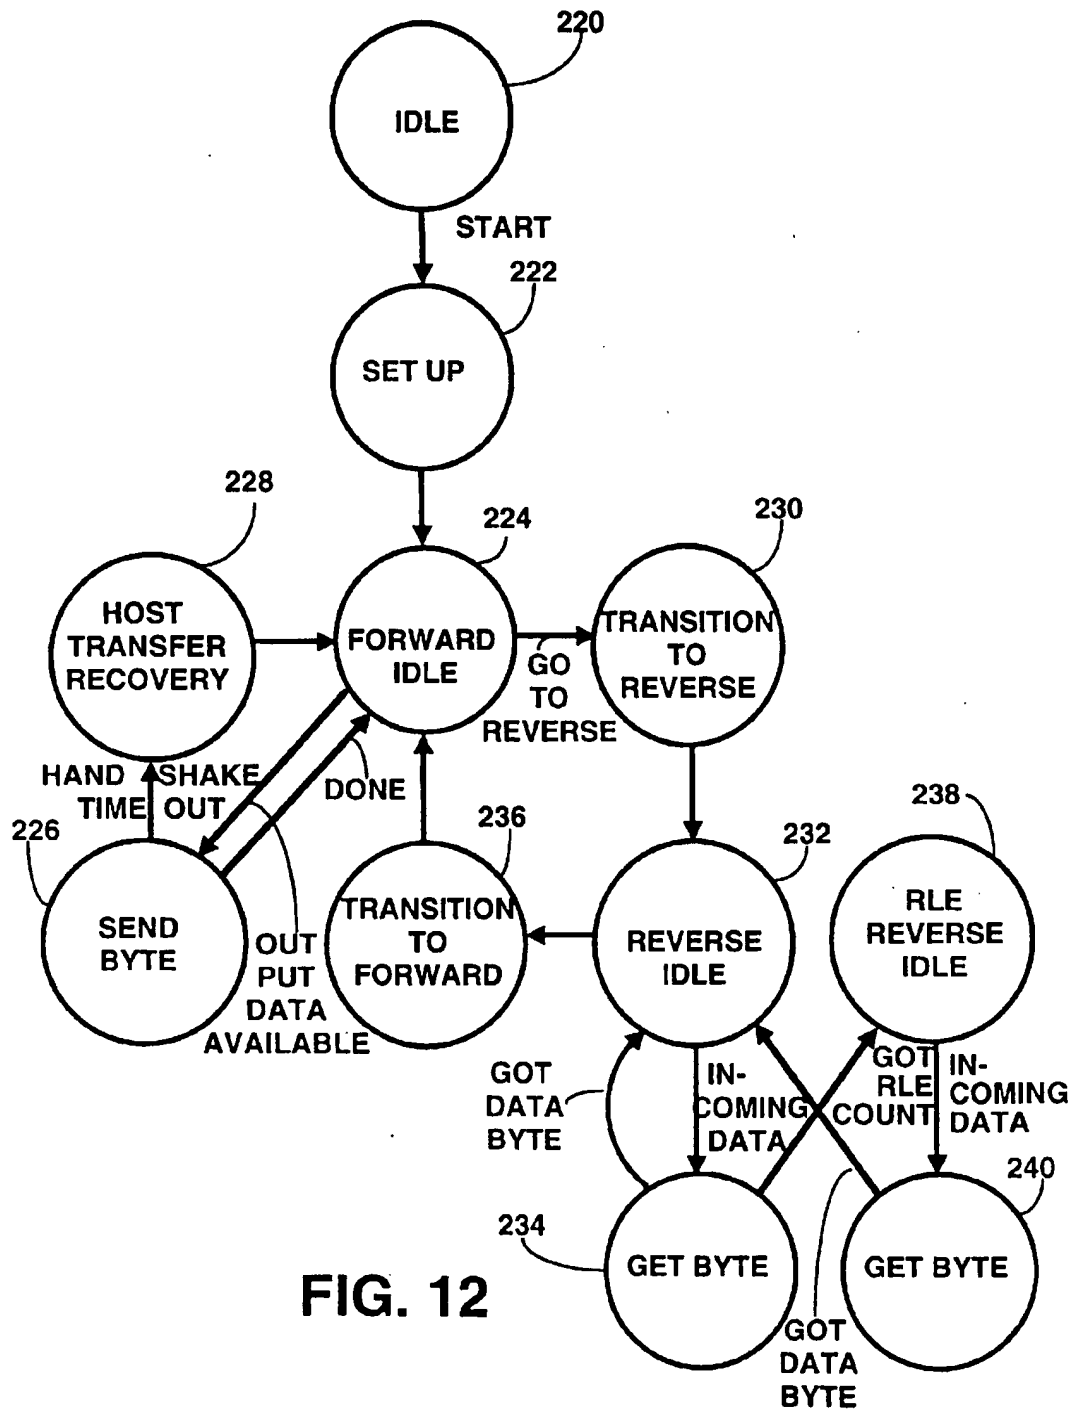 220
IDLE
START
222
SET UP
228
224
230
HOST
TRANSFER
RECOVERY
FORWARD
IDLE
GO
TO
REVERSE
TRANSITION
TO
REVERSE
HAND SHAKE
TIME OUT
DONE
226
236
232
238
SEND
BYTE
OUT
PUT
DATA
AVAILABLE
TRANSITION
TO
FORWARD
REVERSE
IDLE
RLE
REVERSE
IDLE
GOT
DATA
BYTE
IN-
COMING
DATA
GOT
RLE
COUNT
IN-
COMING
DATA
234
240
GET BYTE
GET BYTE
GOT
DATA
BYTE
FIG. 12